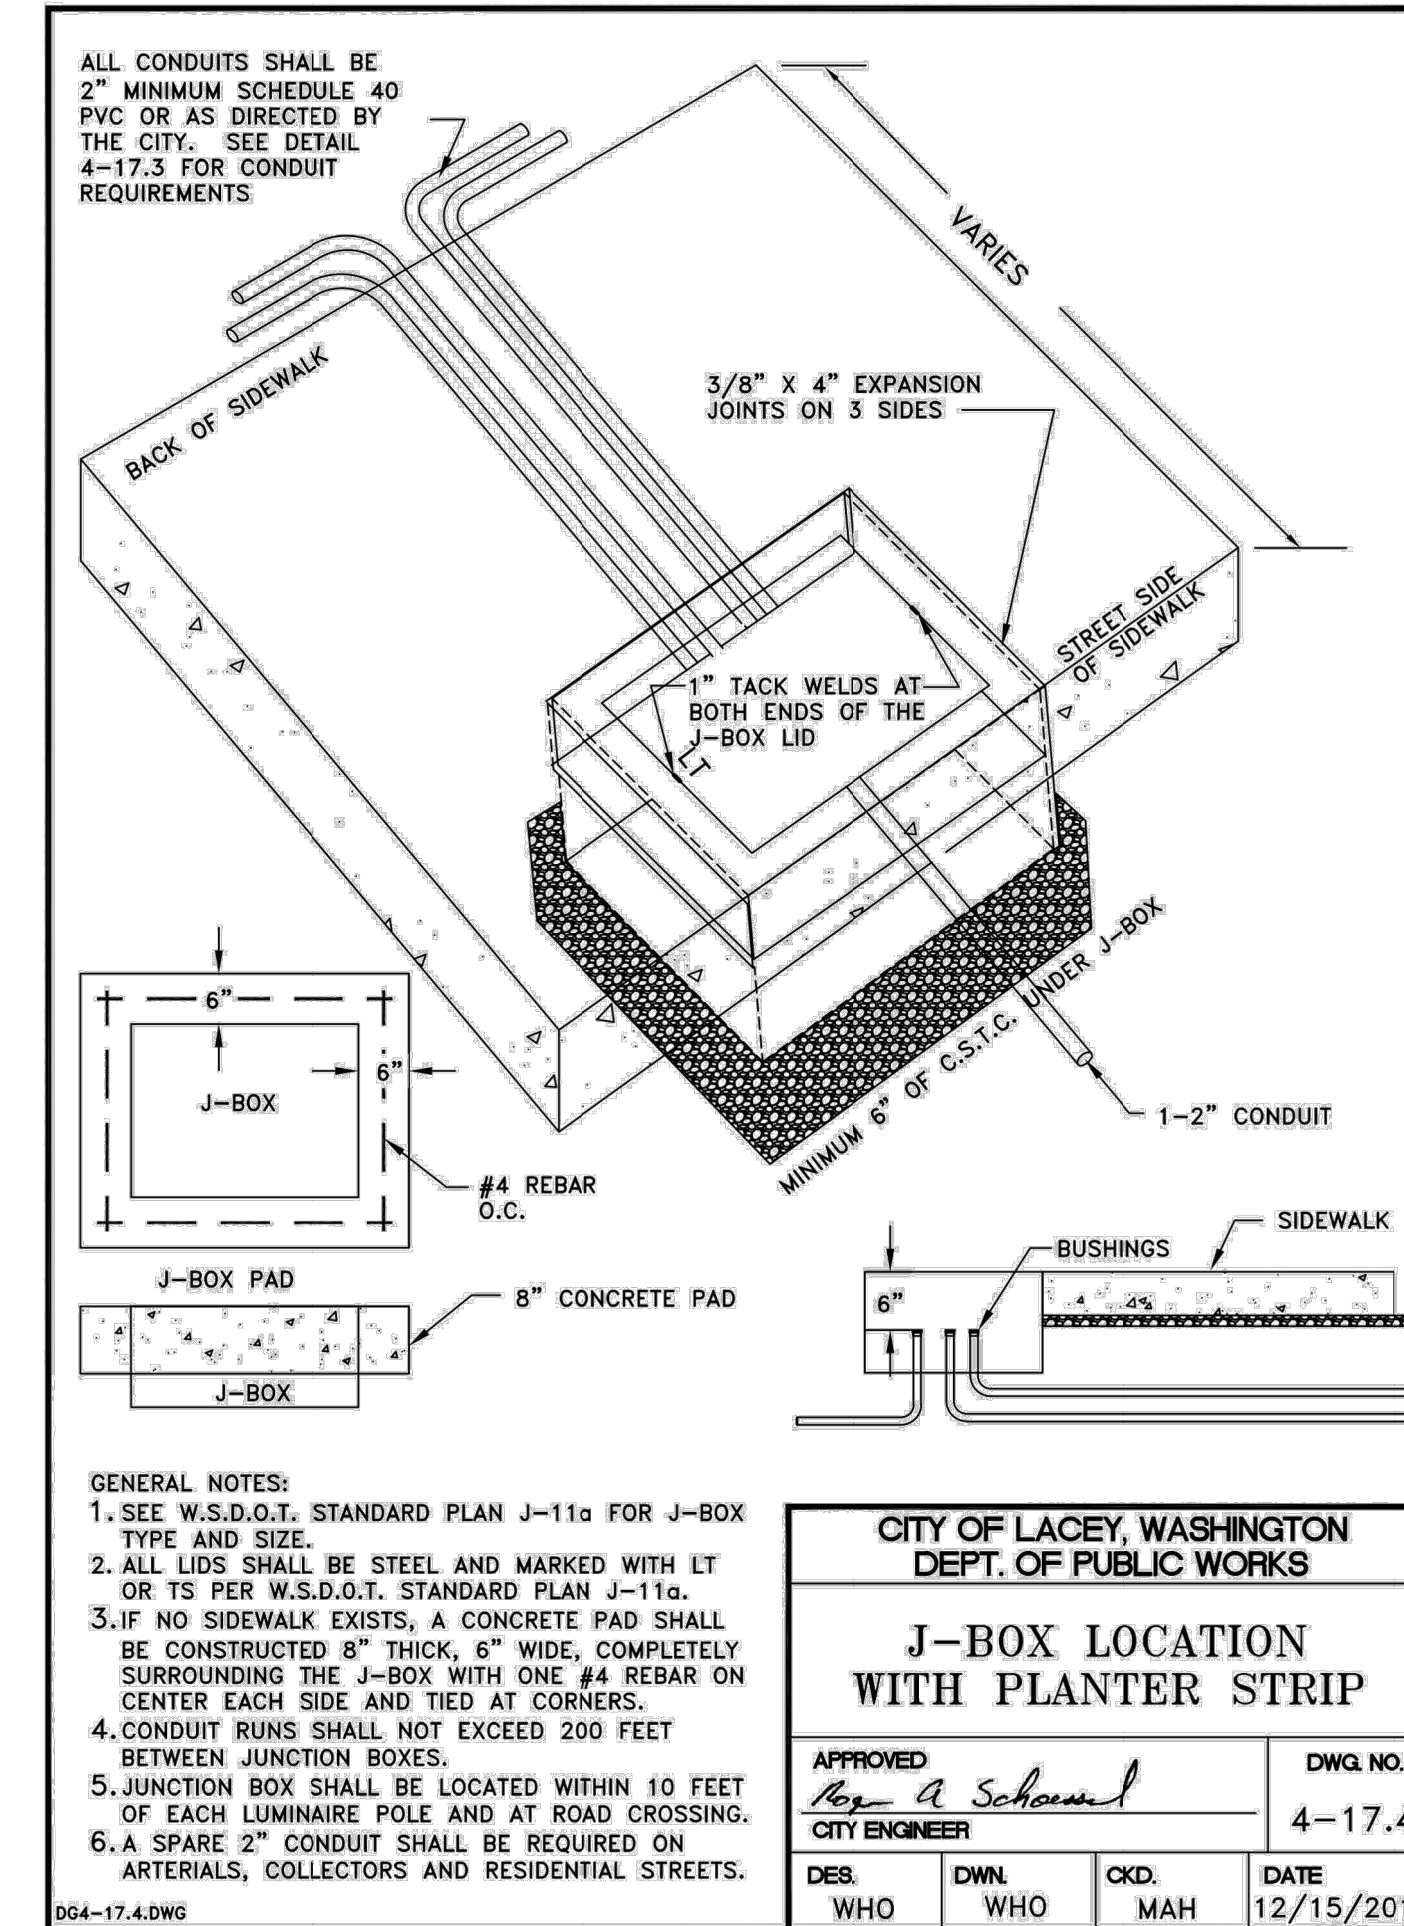 ALL CONDUITS SHALL BE
2" MINIMUM SCHEDULE 40
PVC OR AS DIRECTED BY
THE CITY. SEE DETAIL
4-17.3 FOR CONDUIT
REQUIREMENTS
VARIES
BACK OF SIDEWALK
3/8" X 4" EXPANSION
JOINTS ON 3 SIDES
STREET SIDE
OF SIDEWALK
1" TACK WELDS AT
BOTH ENDS OF THE
J-BOX LID
LT
MINIMUM 6" OF C.S.T.C. UNDER J-BOX
1-2" CONDUIT
6"
6"
J-BOX
#4 REBAR
O.C.
J-BOX PAD
8" CONCRETE PAD
J-BOX
SIDEWALK
BUSHINGS
6"
GENERAL NOTES:
1. SEE W.S.D.O.T. STANDARD PLAN J-11a FOR J-BOX
TYPE AND SIZE.
2. ALL LIDS SHALL BE STEEL AND MARKED WITH LT
OR TS PER W.S.D.O.T. STANDARD PLAN J-11a.
3. IF NO SIDEWALK EXISTS, A CONCRETE PAD SHALL
BE CONSTRUCTED 8" THICK, 6" WIDE, COMPLETELY
SURROUNDING THE J-BOX WITH ONE #4 REBAR ON
CENTER EACH SIDE AND TIED AT CORNERS.
4. CONDUIT RUNS SHALL NOT EXCEED 200 FEET
BETWEEN JUNCTION BOXES.
5. JUNCTION BOX SHALL BE LOCATED WITHIN 10 FEET
OF EACH LUMINAIRE POLE AND AT ROAD CROSSING.
6. A SPARE 2" CONDUIT SHALL BE REQUIRED ON
ARTERIALS, COLLECTORS AND RESIDENTIAL STREETS.
DG4-17.4.DWG
CITY OF LACEY, WASHINGTON
DEPT. OF PUBLIC WORKS
J-BOX LOCATION
WITH PLANTER STRIP
APPROVED
Roger A Schoessel
CITY ENGINEER
DWG. NO.
4-17.4
DES.
WHO
DWN.
WHO
CKD.
MAH
DATE
12/15/201